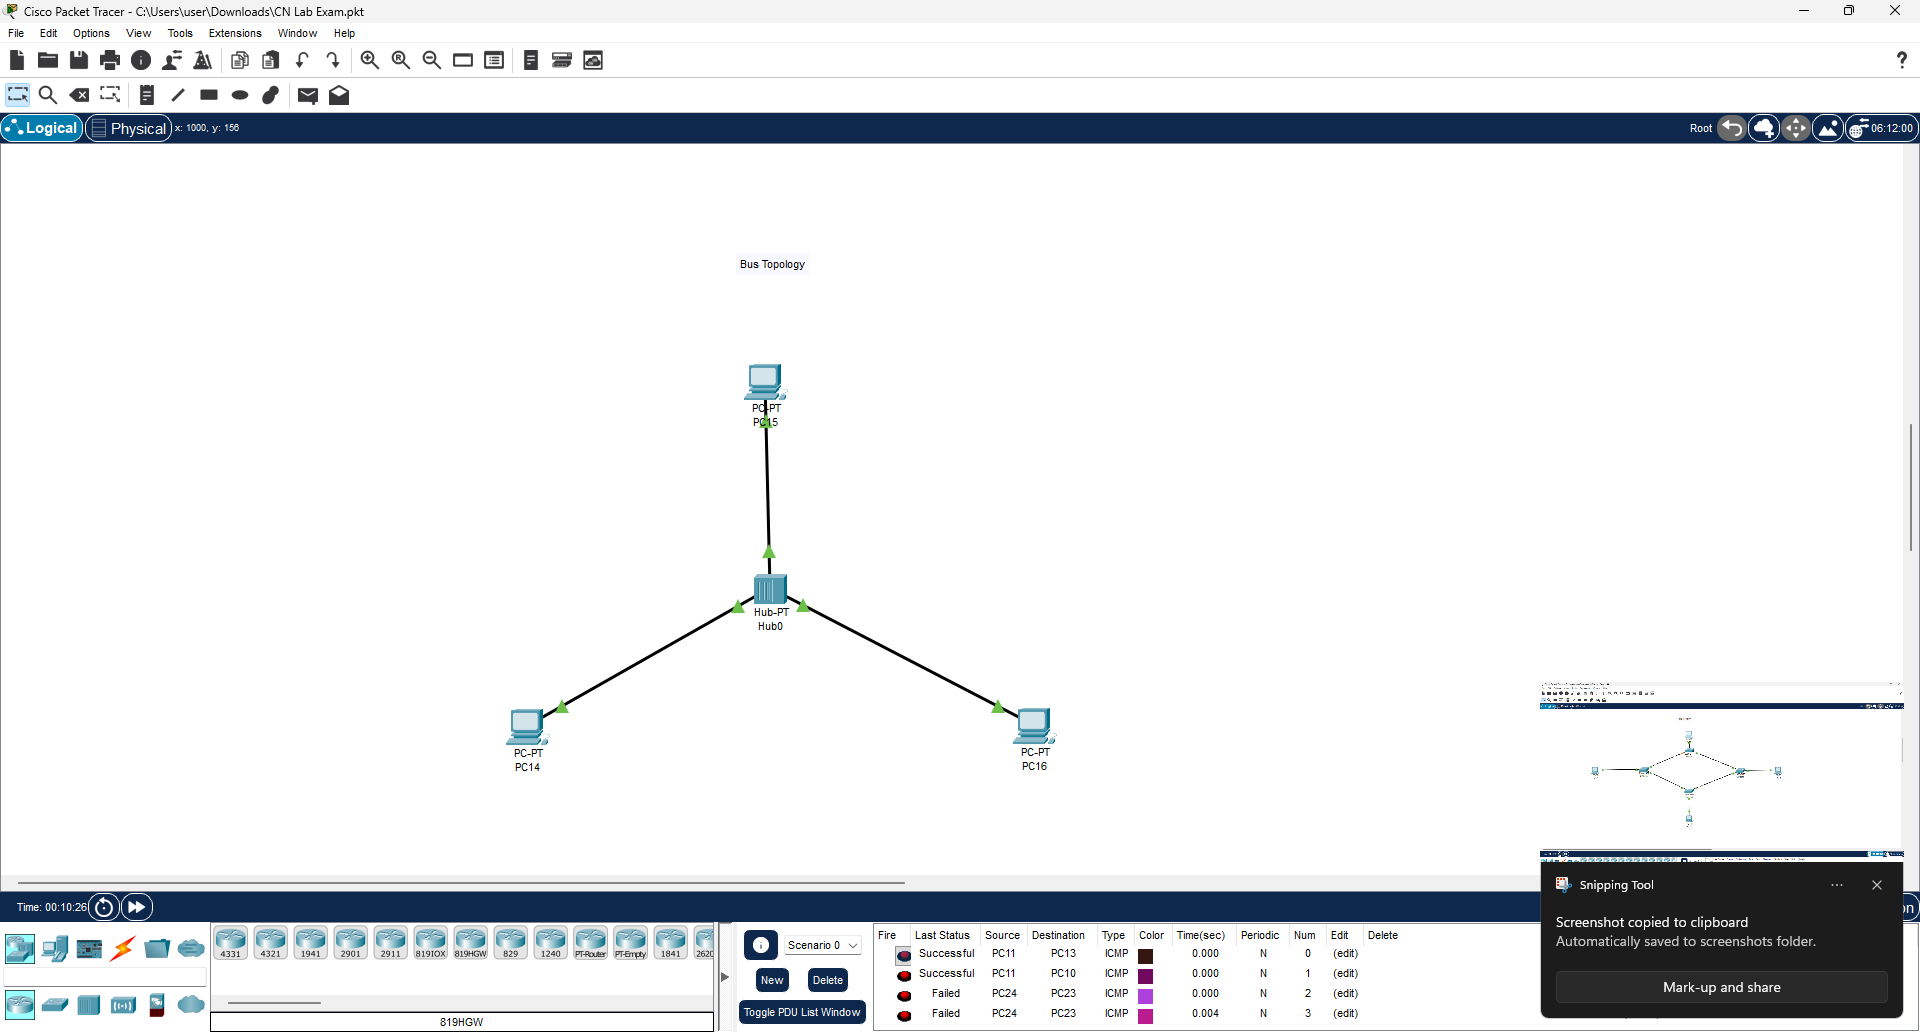 Cisco Packet Tracer - C:\Users\user\Downloads\CN Lab Exam.pkt
File Edit Options View Tools Extensions Window Help
Logical Physical x: 1000, y: 156 Root 06:12:00
Bus Topology
PC-PT
PC15
Hub-PT
Hub0
PC-PT
PC14
PC-PT
PC16
Time: 00:10:26
4331 4321 1941 2901 2911 819IOX 819HGW 829 1240 PT-Router PT-Empty 1841 2620
819HGW
Scenario 0
New Delete
Toggle PDU List Window
Fire Last Status Source Destination Type Color Time(sec) Periodic Num Edit Delete
Successful PC11 PC13 ICMP 0.000 N 0 (edit)
Successful PC11 PC10 ICMP 0.000 N 1 (edit)
Failed PC24 PC23 ICMP 0.000 N 2 (edit)
Failed PC24 PC23 ICMP 0.004 N 3 (edit)
Snipping Tool
Screenshot copied to clipboard
Automatically saved to screenshots folder.
Mark-up and share